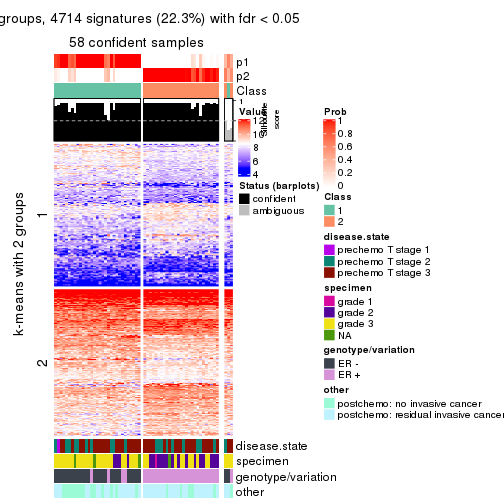 groups, 4714 signatures (22.3%) with fdr < 0.05
58 confident samples
p1
p2
Class
1
Value
12
10
8
6
4
Silhouette
score
k-means with 2 groups
1
2
Status (barplots)
confident
ambiguous
Prob
1
0.8
0.6
0.4
0.2
0
Class
1
2
disease.state
prechemo T stage 1
prechemo T stage 2
prechemo T stage 3
specimen
grade 1
grade 2
grade 3
NA
genotype/variation
ER -
ER +
other
postchemo: no invasive cancer
postchemo: residual invasive cancer
disease.state
specimen
genotype/variation
other